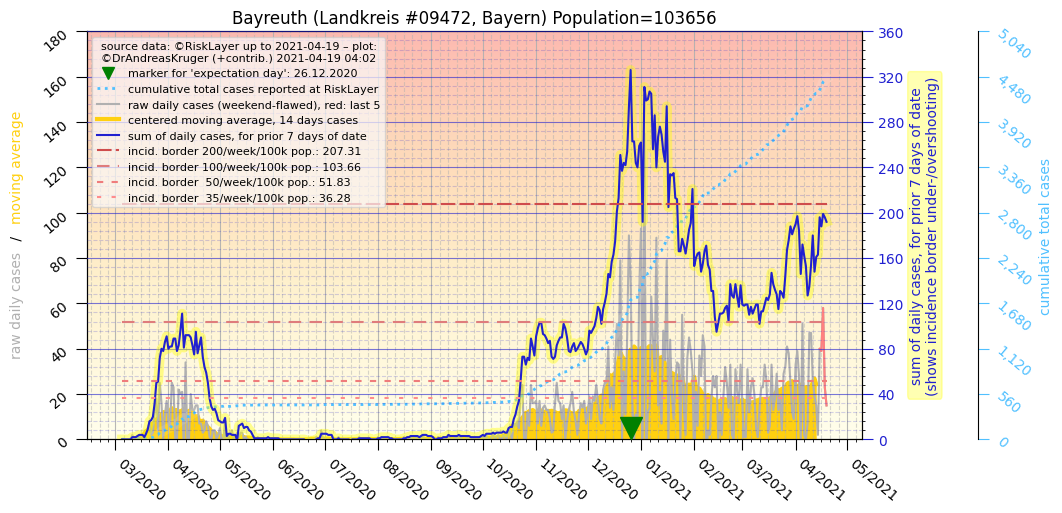 Bayreuth (Landkreis #09472, Bayern) Population=103656
source data: ©RiskLayer up to 2021-04-19 – plot:
©DrAndreasKruger (+contrib.) 2021-04-19 04:02
marker for 'expectation day': 26.12.2020
cumulative total cases reported at RiskLayer
raw daily cases (weekend-flawed), red: last 5
centered moving average, 14 days cases
sum of daily cases, for prior 7 days of date
incid. border 200/week/100k pop.: 207.31
incid. border 100/week/100k pop.: 103.66
incid. border 50/week/100k pop.: 51.83
incid. border 35/week/100k pop.: 36.28
raw daily cases / moving average
180
160
140
120
100
80
60
40
20
0
03/2020
04/2020
05/2020
06/2020
07/2020
08/2020
09/2020
10/2020
11/2020
12/2020
01/2021
02/2021
03/2021
04/2021
05/2021
360
320
280
240
200
160
120
80
40
0
sum of daily cases, for prior 7 days of date
(shows incidence border under-/overshooting)
5,040
4,480
3,920
3,360
2,800
2,240
1,680
1,120
560
0
cumulative total cases